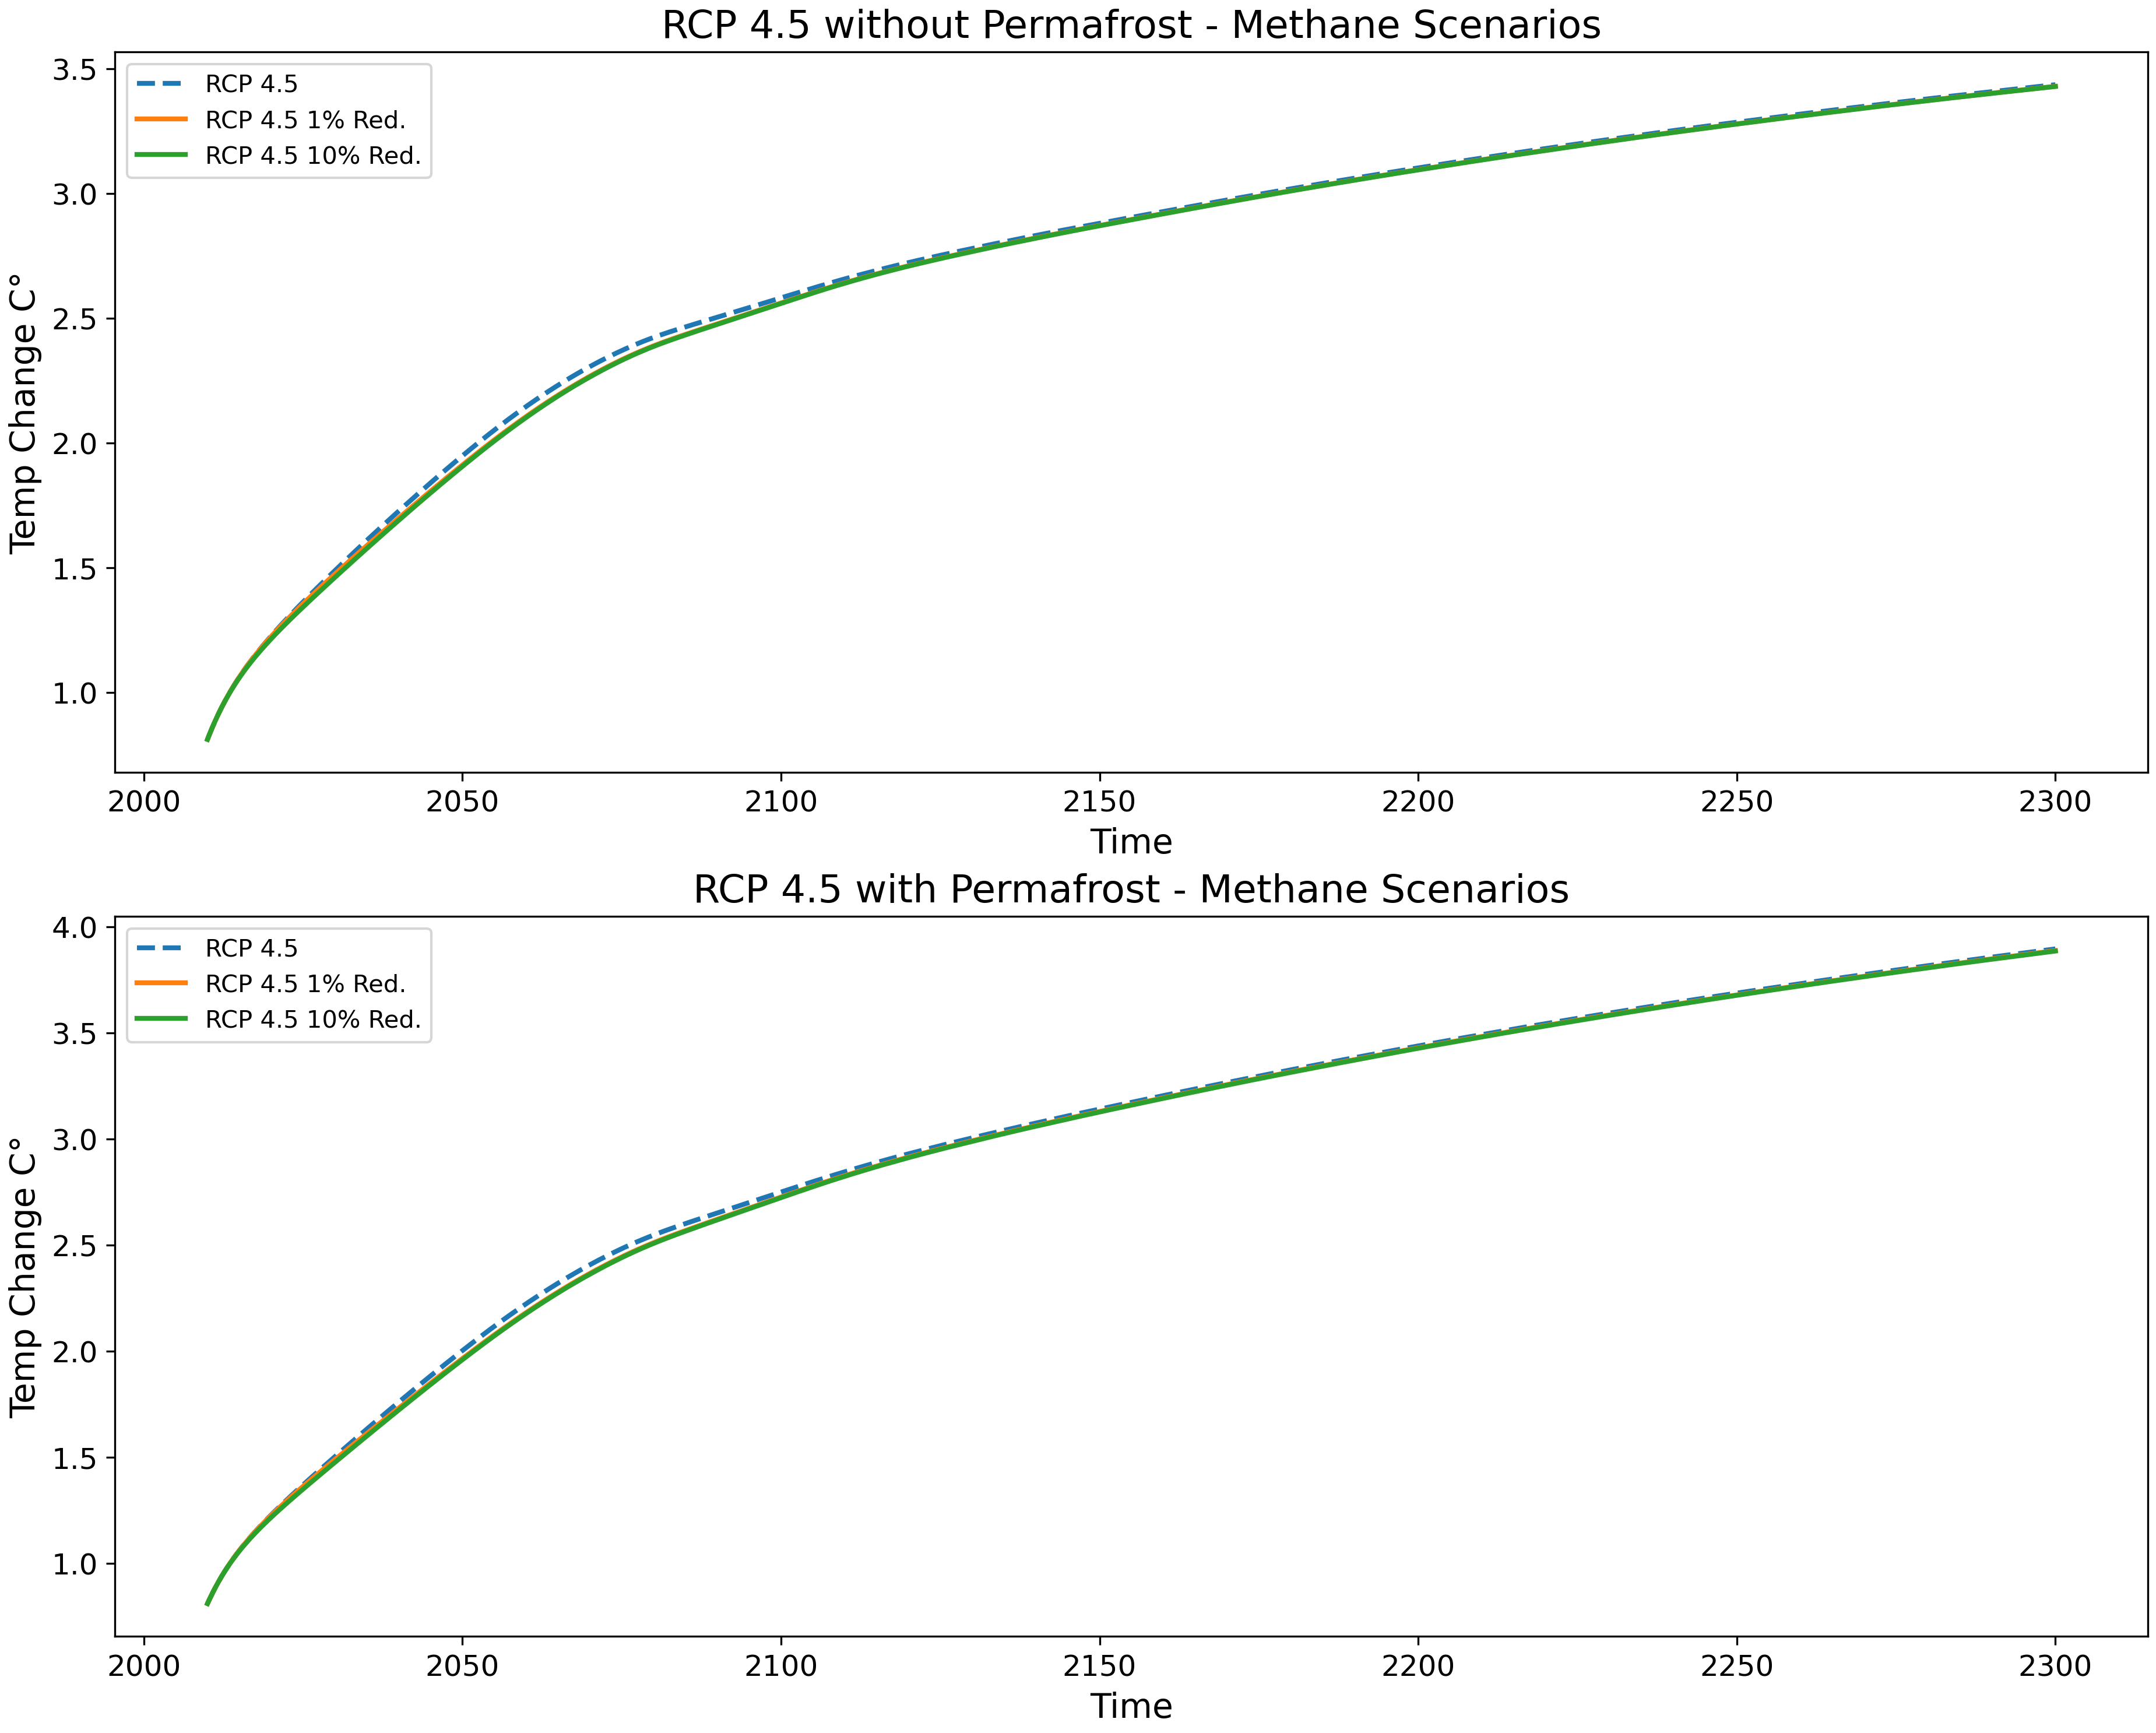 RCP 4.5 without Permafrost - Methane Scenarios
3.5
3.0
2.5
2.0
1.5
1.0
Temp Change C°
RCP 4.5
RCP 4.5 1% Red.
RCP 4.5 10% Red.
2000 2050 2100 2150 2200 2250 2300
Time
RCP 4.5 with Permafrost - Methane Scenarios
4.0
3.5
3.0
2.5
2.0
1.5
1.0
Temp Change C°
RCP 4.5
RCP 4.5 1% Red.
RCP 4.5 10% Red.
2000 2050 2100 2150 2200 2250 2300
Time